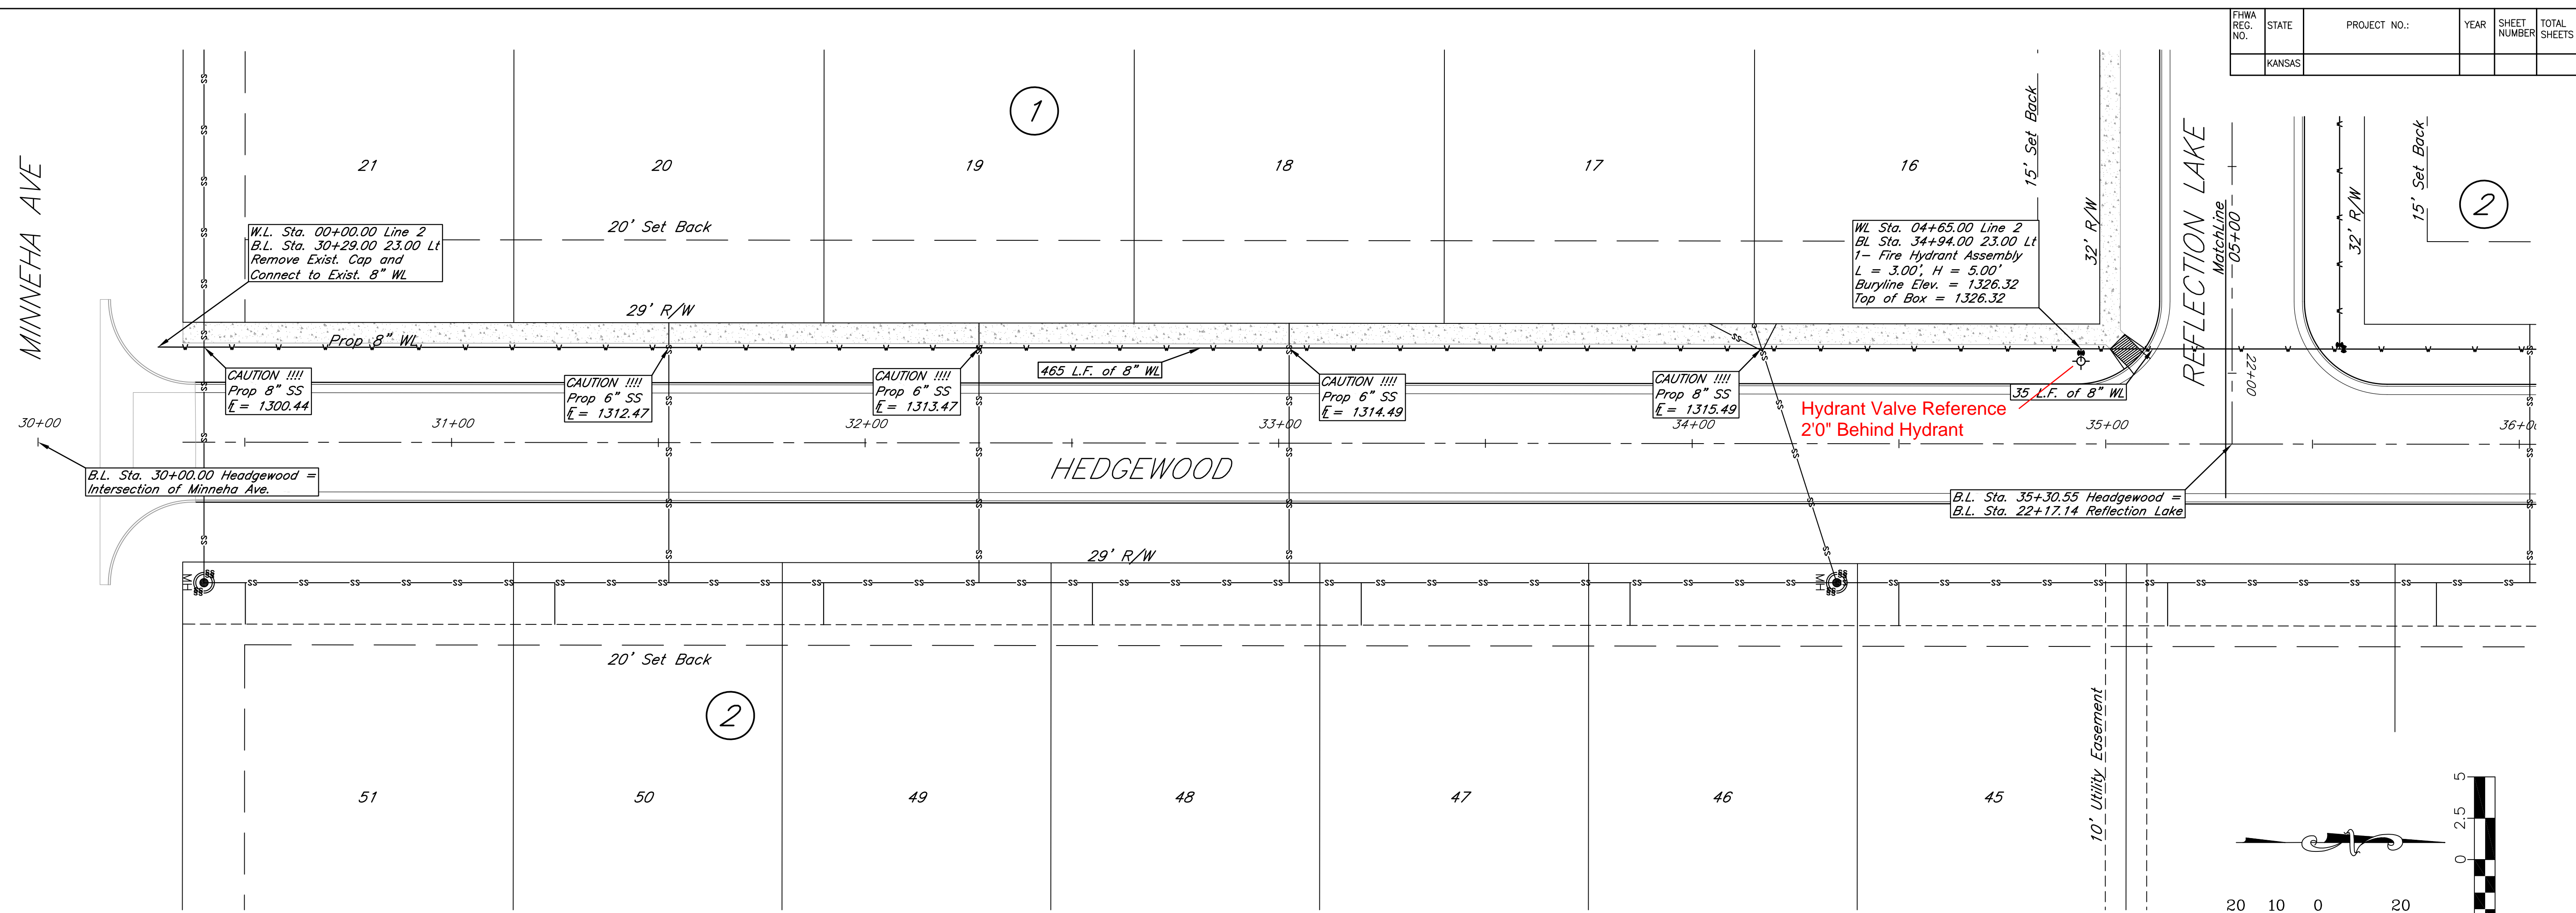 FHWA
REG.
NO.
STATE
PROJECT NO.:
YEAR
SHEET
NUMBER
TOTAL
SHEETS
KANSAS
MINNEHA AVE
1
21
20
19
18
17
16
20' Set Back
15' Set Back
32' R/W
REFLECTION LAKE
MatchLine
05+00
32' R/W
15' Set Back
2
W.L. Sta. 00+00.00 Line 2
B.L. Sta. 30+29.00 23.00 Lt
Remove Exist. Cap and
Connect to Exist. 8" WL
WL Sta. 04+65.00 Line 2
BL Sta. 34+94.00 23.00 Lt
1- Fire Hydrant Assembly
L = 3.00', H = 5.00'
Buryline Elev. = 1326.32
Top of Box = 1326.32
29' R/W
Prop 8" WL
CAUTION !!!!
Prop 8" SS
FL = 1300.44
CAUTION !!!!
Prop 6" SS
FL = 1312.47
CAUTION !!!!
Prop 6" SS
FL = 1313.47
465 L.F. of 8" WL
CAUTION !!!!
Prop 6" SS
FL = 1314.49
CAUTION !!!!
Prop 8" SS
FL = 1315.49
35 L.F. of 8" WL
22+00
Hydrant Valve Reference
2'0" Behind Hydrant
30+00
31+00
32+00
33+00
34+00
35+00
36+0
HEDGEWOOD
B.L. Sta. 30+00.00 Headgewood =
Intersection of Minneha Ave.
B.L. Sta. 35+30.55 Headgewood =
B.L. Sta. 22+17.14 Reflection Lake
29' R/W
MH
MH
20' Set Back
2
51
50
49
48
47
46
45
10' Utility Easement
5
2.5
0
20 10 0 20